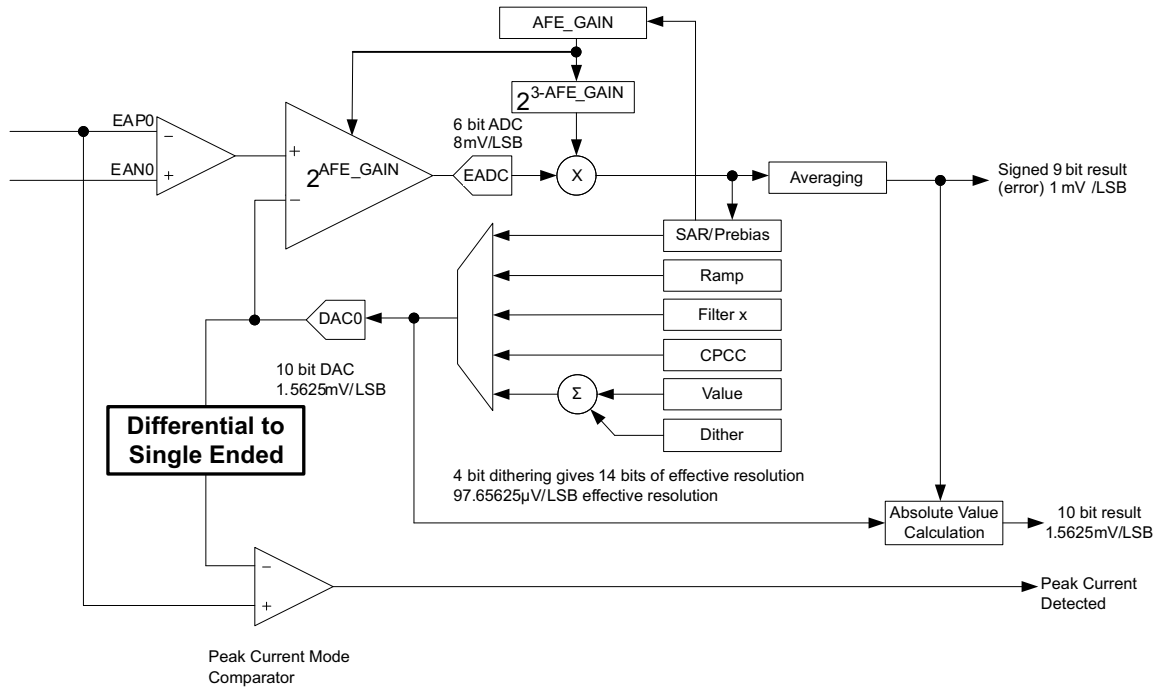 AFE_GAIN
2^3-AFE_GAIN
EAP0
EAN0
−
+
+
−
2^AFE_GAIN
6 bit ADC
8mV/LSB
EADC
X
Averaging
Signed 9 bit result
(error) 1 mV /LSB
SAR/Prebias
Ramp
Filter x
CPCC
Value
Dither
Σ
DAC0
10 bit DAC
1.5625mV/LSB
Differential to
Single Ended
4 bit dithering gives 14 bits of effective resolution
97.65625µV/LSB effective resolution
Absolute Value
Calculation
10 bit result
1.5625mV/LSB
−
+
Peak Current
Detected
Peak Current Mode
Comparator